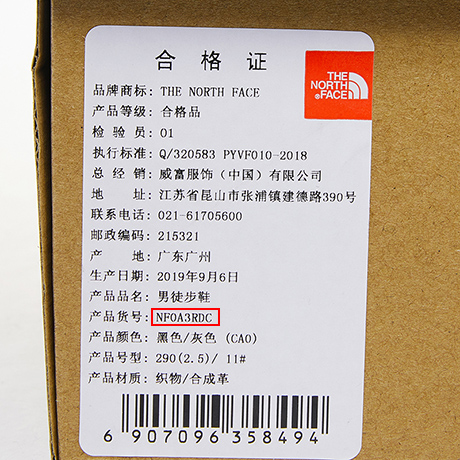 合格证
THE
NORTH
FACE
品牌商标: THE NORTH FACE
产品等级: 合格品
检验员: 01
执行标准: Q/320583 PYVF010-2018
总经销: 威富服饰（中国）有限公司
地址: 江苏省昆山市张浦镇建德路390号
联系电话: 021-61705600
邮政编码: 215321
产地: 广东广州
生产日期: 2019年9月6日
产品品名: 男徒步鞋
产品货号: NF0A3RDC
产品颜色: 黑色/灰色 (CA0)
产品号型: 290(2.5)/ 11#
产品材质: 织物/合成革
6 907096 358494